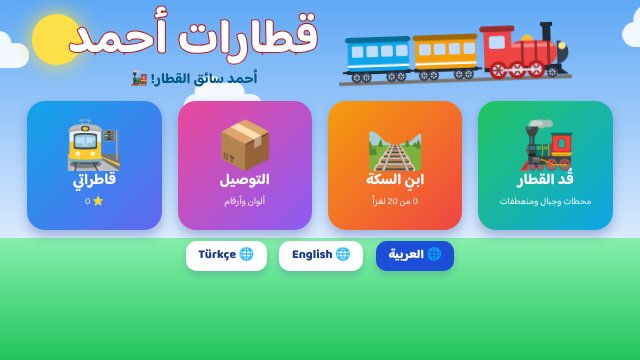 قطارات أحمد
أحمد سائق القطار!
قُد القطار
محطات وجبال ومنعطفات
ابنِ السكة
0 من 20 لغزاً
التوصيل
ألوان وأرقام
قاطراتي
0
العربية
English
Türkçe